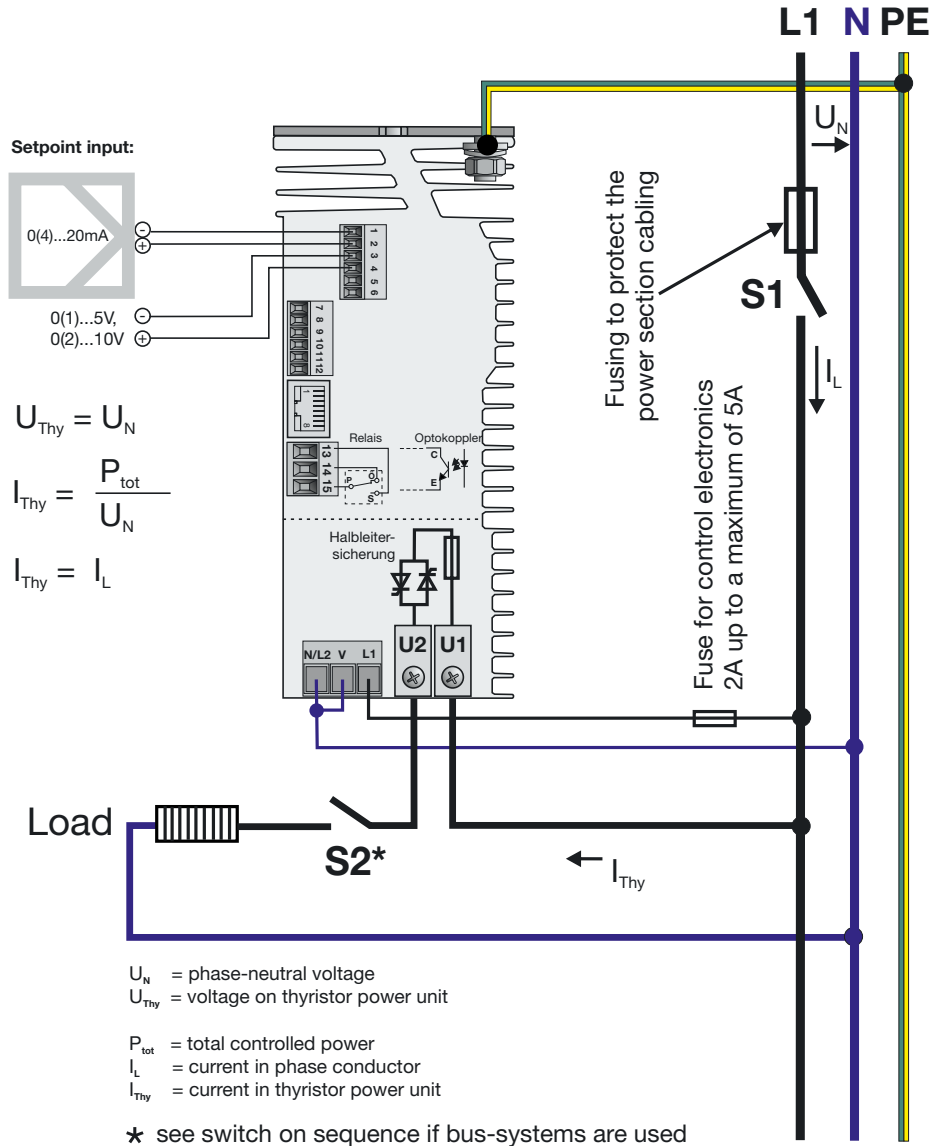 L1 N PE
U_N
Setpoint input:
0(4)...20mA
-
+
0(1)...5V,
0(2)...10V
-
+
1
2
3
4
5
6
7
8
9
10
11
12
1
8
13
14
15
Relais
Optokoppler
P
Ö
S
C
E
Fusing to protect the
power section cabling
S1
I_L
Fuse for control electronics
2A up to a maximum of 5A
U_Thy = U_N
I_Thy = P_tot / U_N
I_Thy = I_L
Halbleiter-
sicherung
U2 U1
N/L2 V L1
Load
S2*
I_Thy
U_N = phase-neutral voltage
U_Thy = voltage on thyristor power unit
P_tot = total controlled power
I_L = current in phase conductor
I_Thy = current in thyristor power unit
* see switch on sequence if bus-systems are used